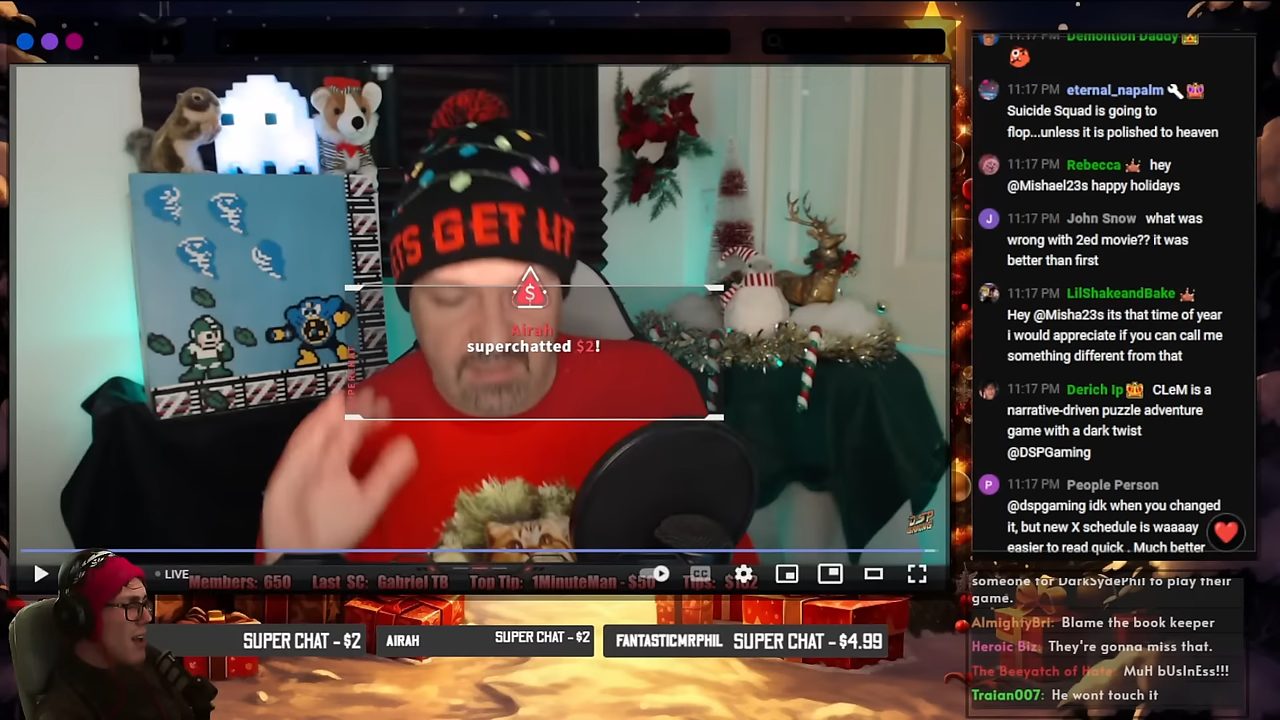 11:17 PM Demolition Daddy
11:17 PM eternal_napalm
Suicide Squad is going to
flop...unless it is polished to heaven
11:17 PM Rebecca hey
@Mishael23s happy holidays
J 11:17 PM John Snow what was
wrong with 2ed movie?? it was
better than first
11:17 PM LilShakeandBake
Hey @Misha23s its that time of year
i would appreciate if you can call me
something different from that
11:17 PM Derich Ip CLeM is a
narrative-driven puzzle adventure
game with a dark twist
@DSPGaming
P 11:17 PM People Person
@dspgaming idk when you changed
it, but new X schedule is waaaay
easier to read quick . Much better
TS GET LIT
$
Airah
superchatted $2!
LIVE
CC
Members: 650 Last SC: Gabriel TB Top Tip: 1MinuteMan - $50 Tips:
SUPER CHAT - $2
AIRAH SUPER CHAT - $2
FANTASTICMRPHIL SUPER CHAT - $4.99
someone for DarkSydePhil to play their
game.
AlmightyBri: Blame the book keeper
Heroic Biz: They're gonna miss that.
The Beeyatch of Hate: MuH bUsInEss!!!
Traian007: He wont touch it